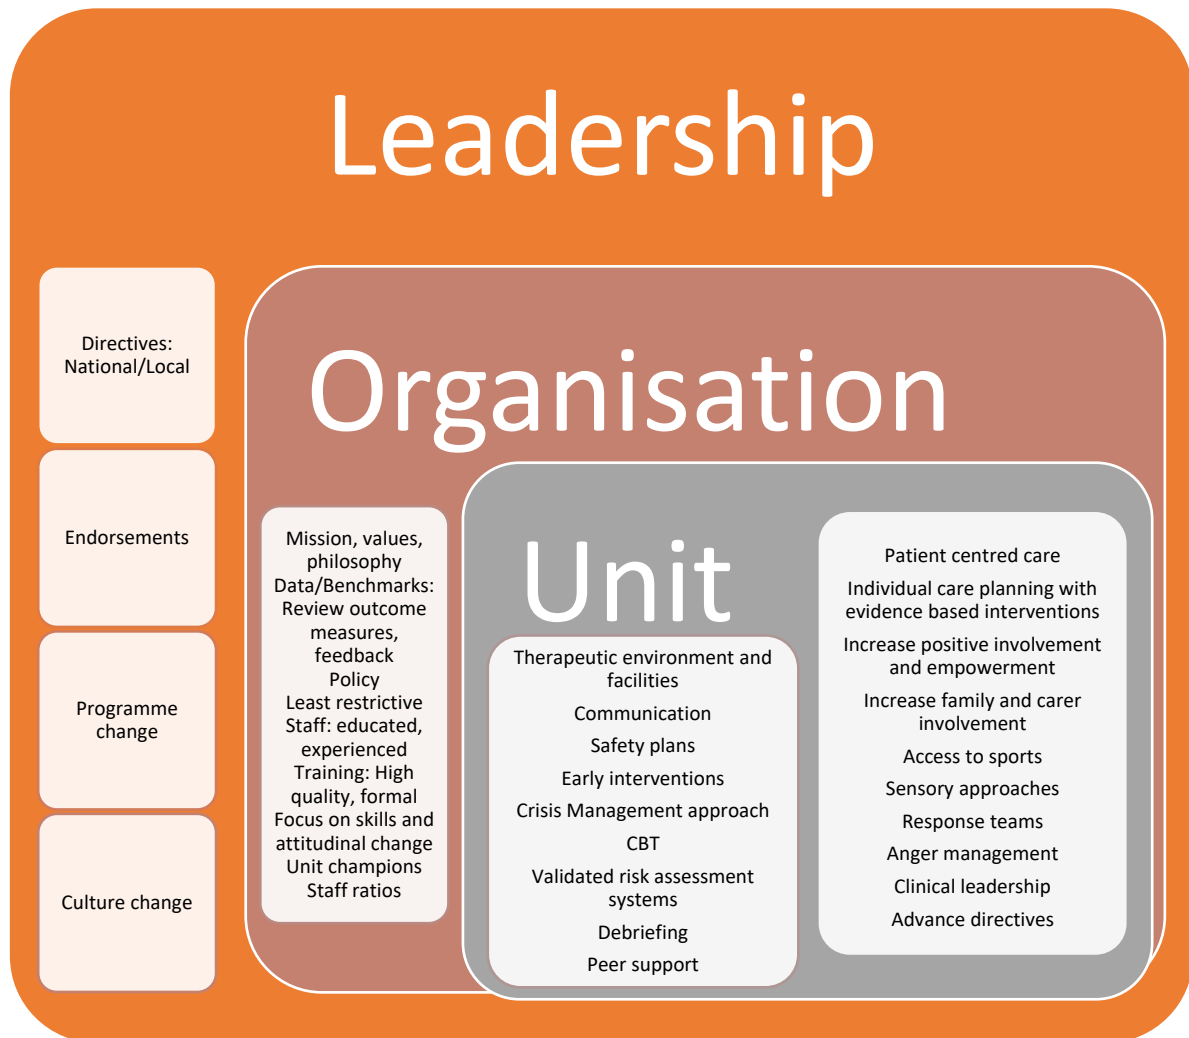 Leadership
Directives:
National/Local
Endorsements
Programme
change
Culture change
Organisation
Mission, values,
philosophy
Data/Benchmarks:
Review outcome
measures,
feedback
Policy
Least restrictive
Staff: educated,
experienced
Training: High
quality, formal
Focus on skills and
attitudinal change
Unit champions
Staff ratios
Unit
Therapeutic environment and
facilities
Communication
Safety plans
Early interventions
Crisis Management approach
CBT
Validated risk assessment
systems
Debriefing
Peer support
Patient centred care
Individual care planning with
evidence based interventions
Increase positive involvement
and empowerment
Increase family and carer
involvement
Access to sports
Sensory approaches
Response teams
Anger management
Clinical leadership
Advance directives